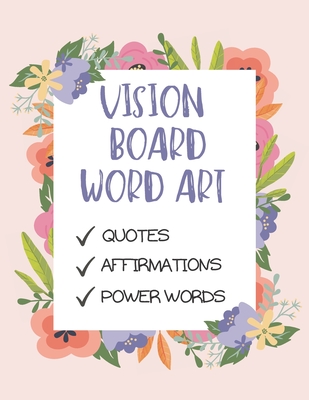 VISION
BOARD
WORD ART
✓ QUOTES
✓ AFFIRMATIONS
✓ POWER WORDS